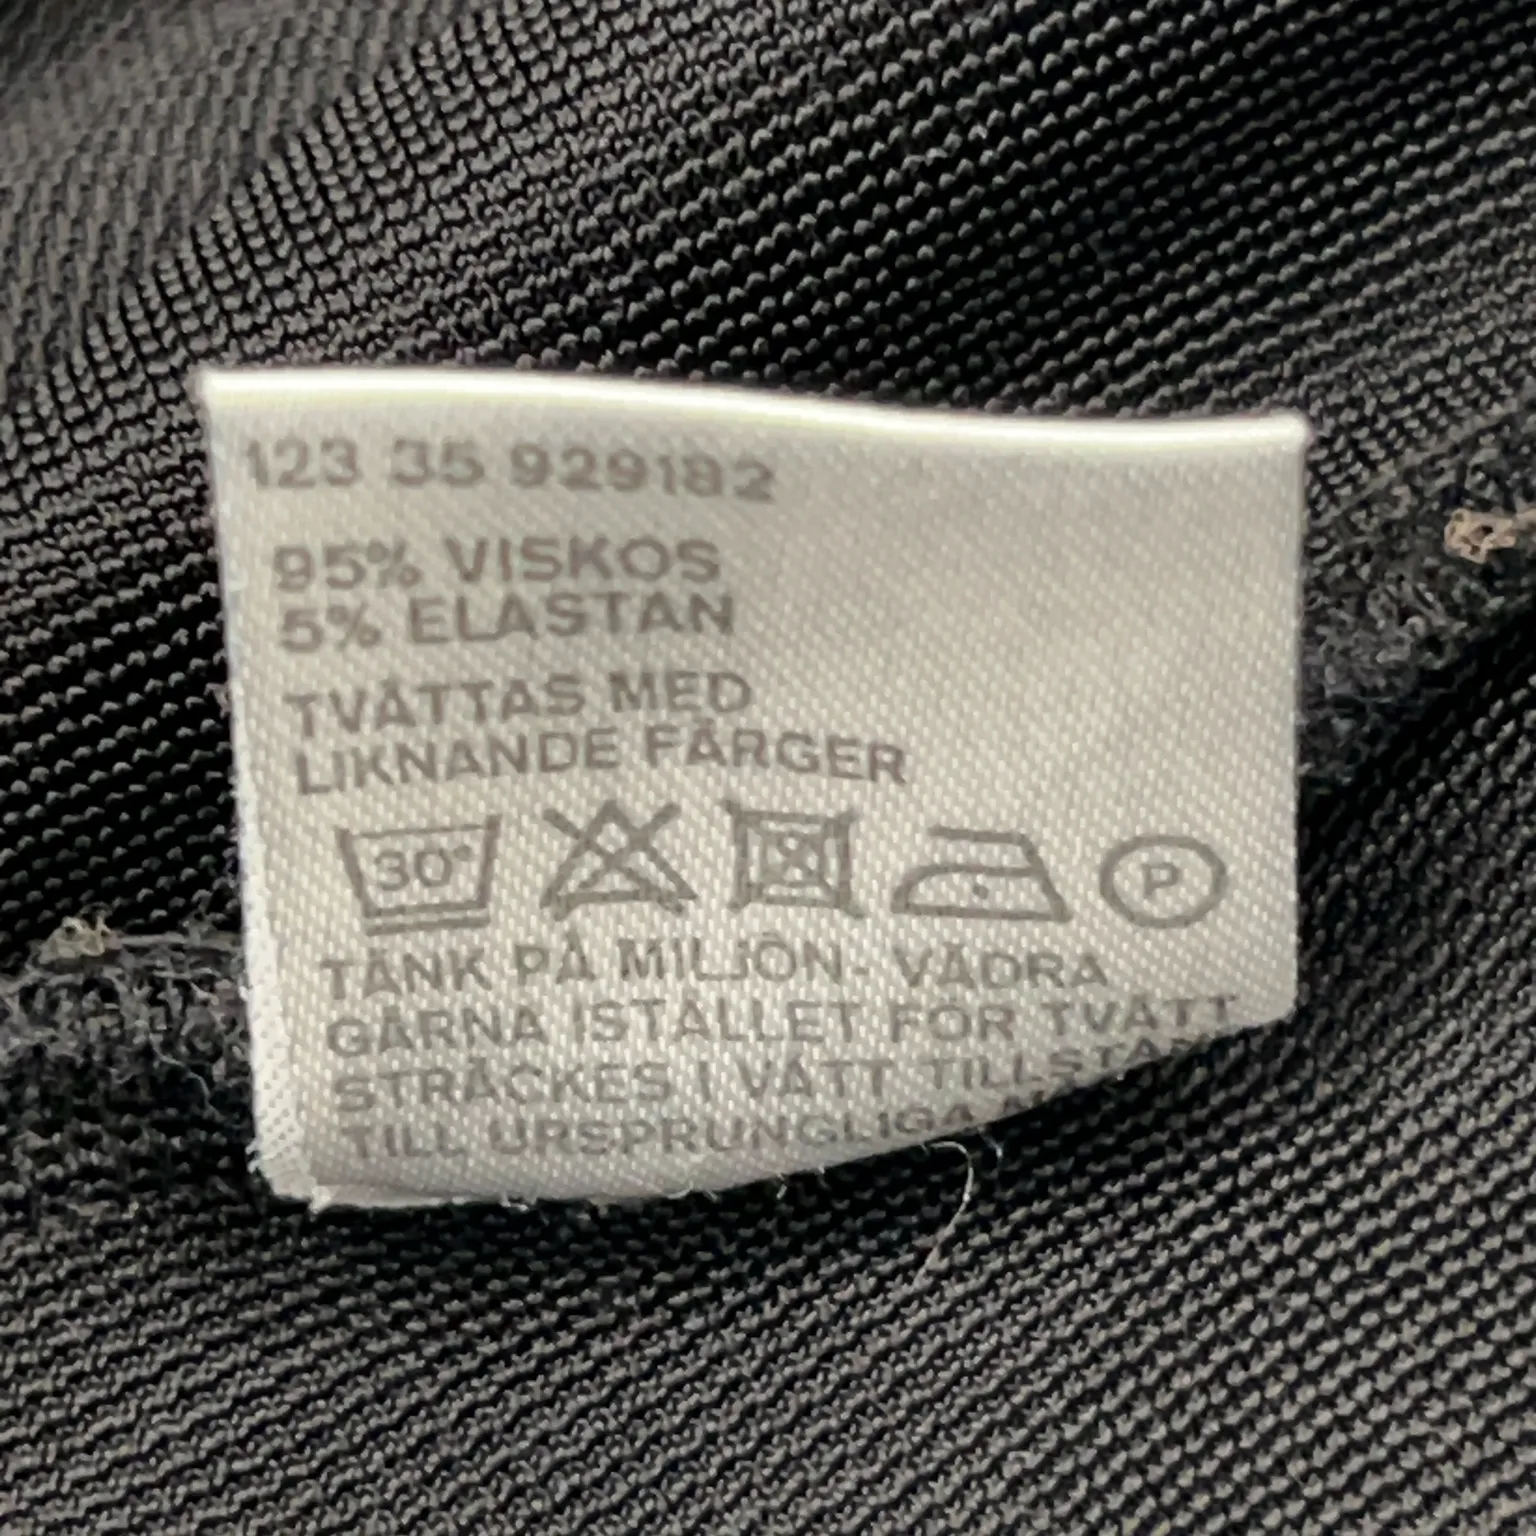 123 35 929182
95% VISKOS
5% ELASTAN
TVÄTTAS MED
LIKNANDE FÄRGER
30°
P
TÄNK PÅ MILJÖN- VÄDRA
GÄRNA ISTÄLLET FÖR TVÄTT
STRÄCKES I VÅTT
TILL URSPRUNGLIGA